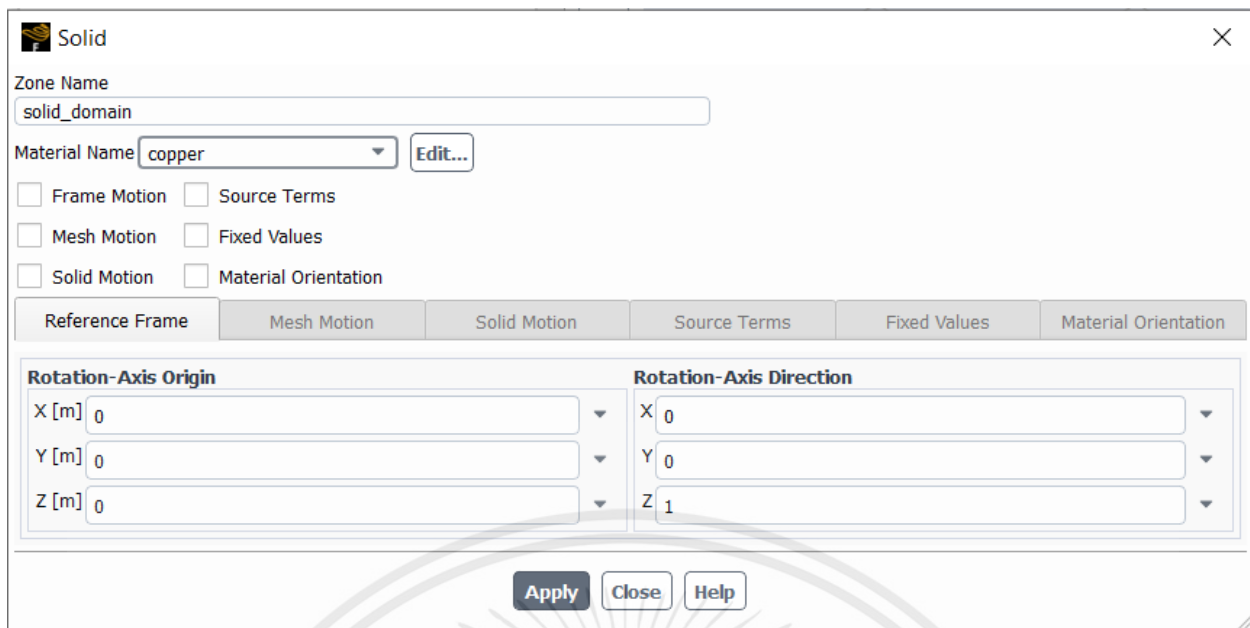 Solid
Zone Name
solid_domain
Material Name copper Edit...
Frame Motion Source Terms
Mesh Motion Fixed Values
Solid Motion Material Orientation
Reference Frame Mesh Motion Solid Motion Source Terms Fixed Values Material Orientation
Rotation-Axis Origin Rotation-Axis Direction
X [m] 0 X 0
Y [m] 0 Y 0
Z [m] 0 Z 1
Apply Close Help